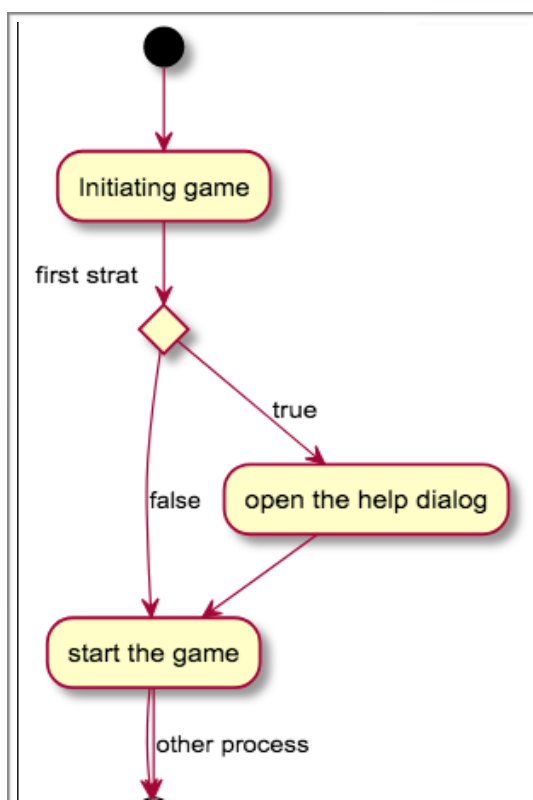 Initiating game
first strat
true
false
open the help dialog
start the game
other process